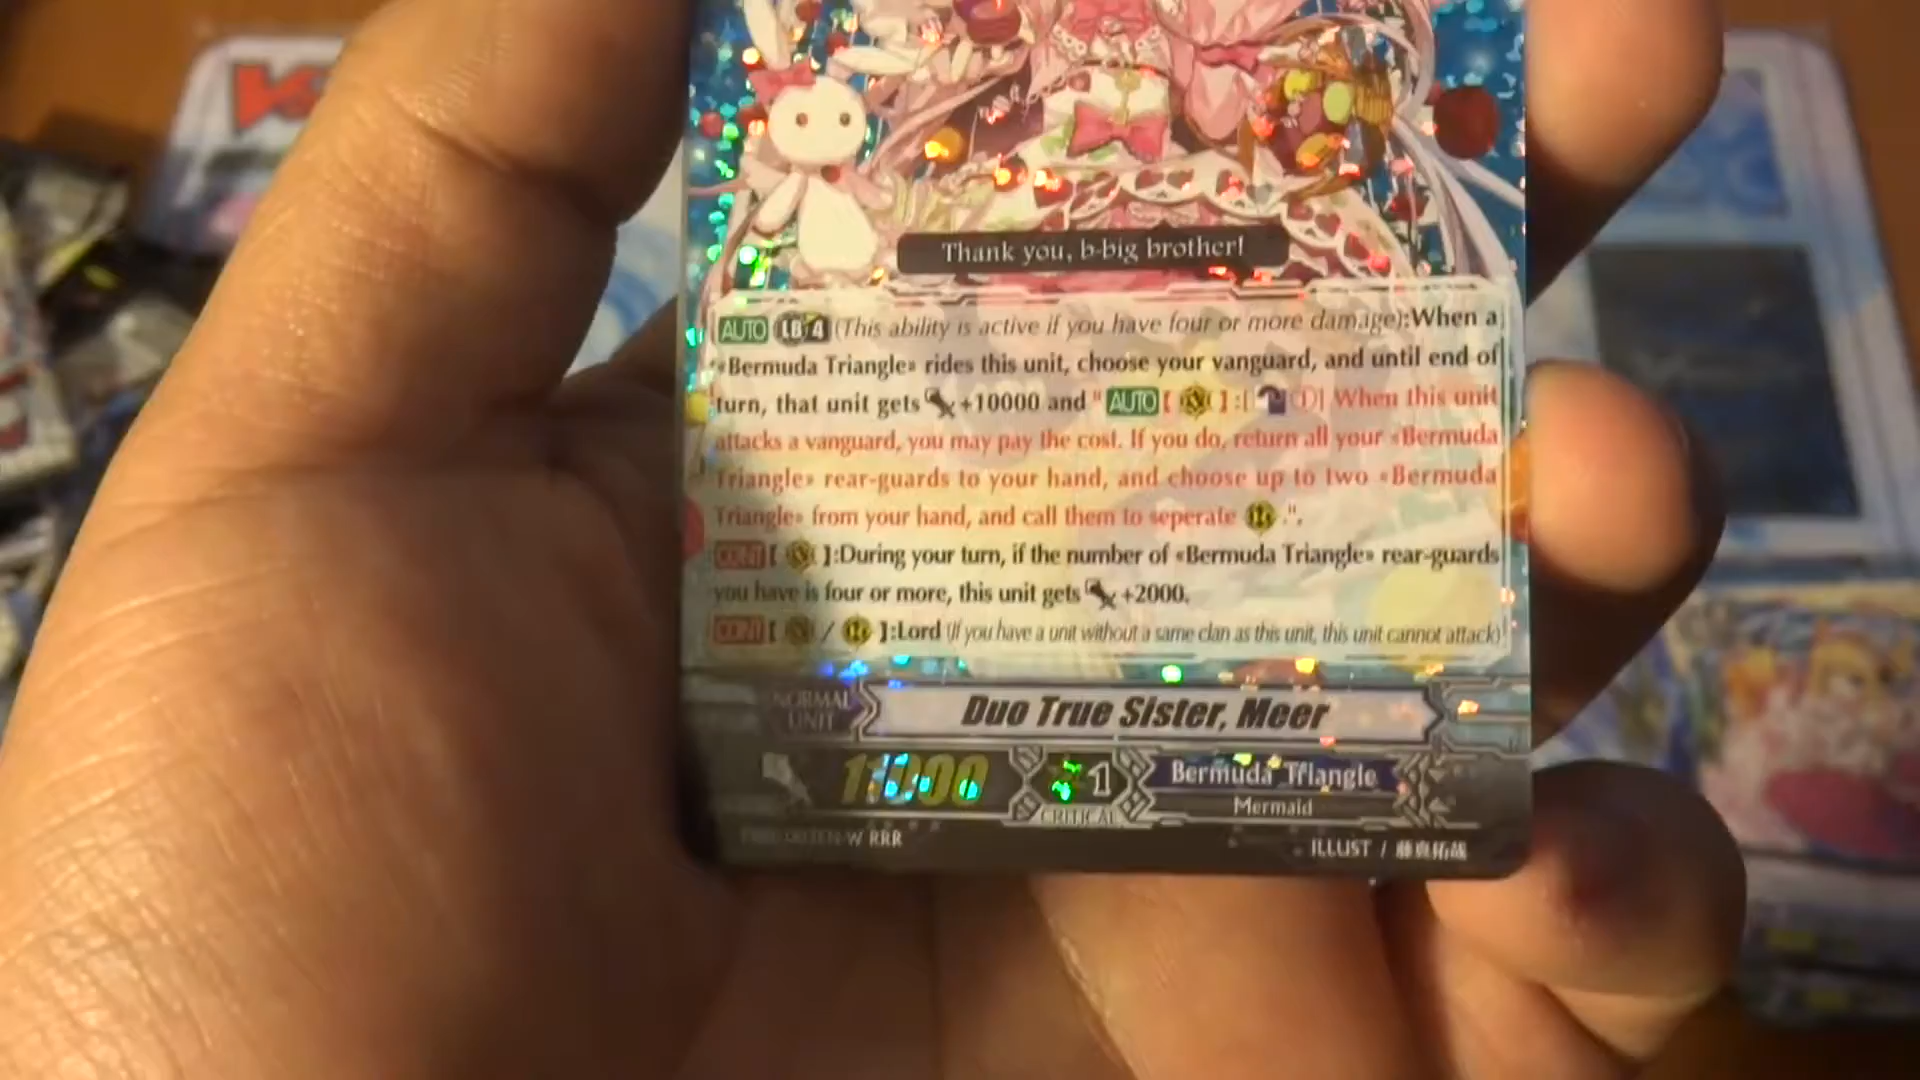 Thank you, b-big brother!
AUTO LB 4 (This ability is active if you have four or more damage):When a
«Bermuda Triangle» rides this unit, choose your vanguard, and until end of
turn, that unit gets +10000 and "AUTO [ ]:[ (1)] When this unit
attacks a vanguard, you may pay the cost. If you do, return all your «Bermuda
Triangle» rear-guards to your hand, and choose up to two «Bermuda
Triangle» from your hand, and call them to seperate .".
CONT [ ]:During your turn, if the number of «Bermuda Triangle» rear-guards
you have is four or more, this unit gets +2000.
CONT [ / ]:Lord (If you have a unit without a same clan as this unit, this unit cannot attack)
NORMAL UNIT
Duo True Sister, Meer
11000
1
CRITICAL
Bermuda Triangle
Mermaid
RRR
ILLUST /